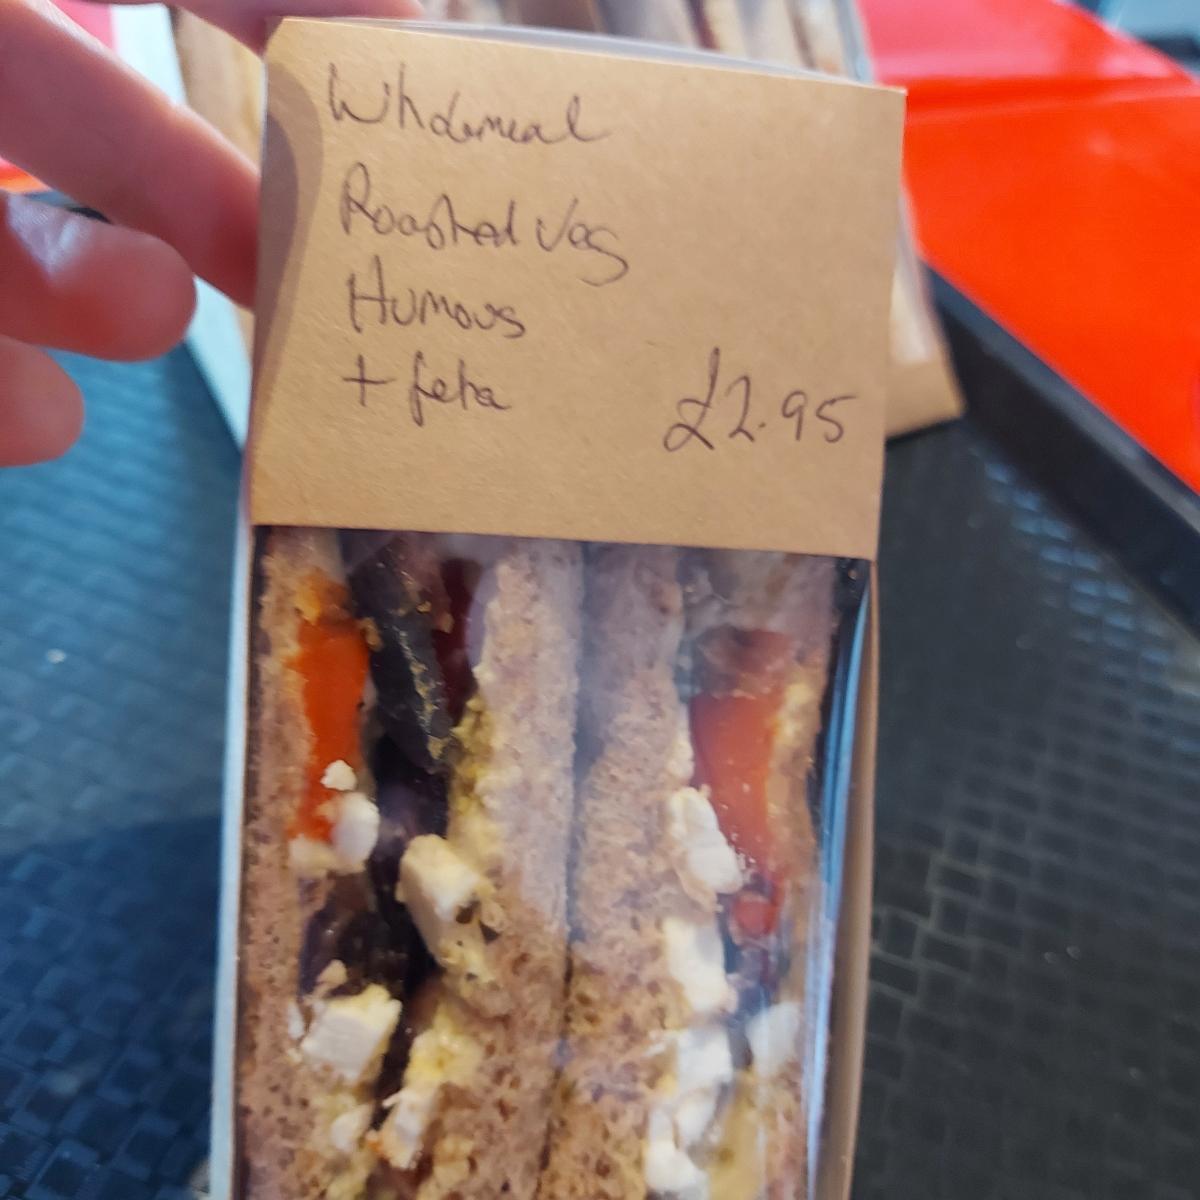 Wholemeal
Roasted Veg
Humous
+ feta
£2.95